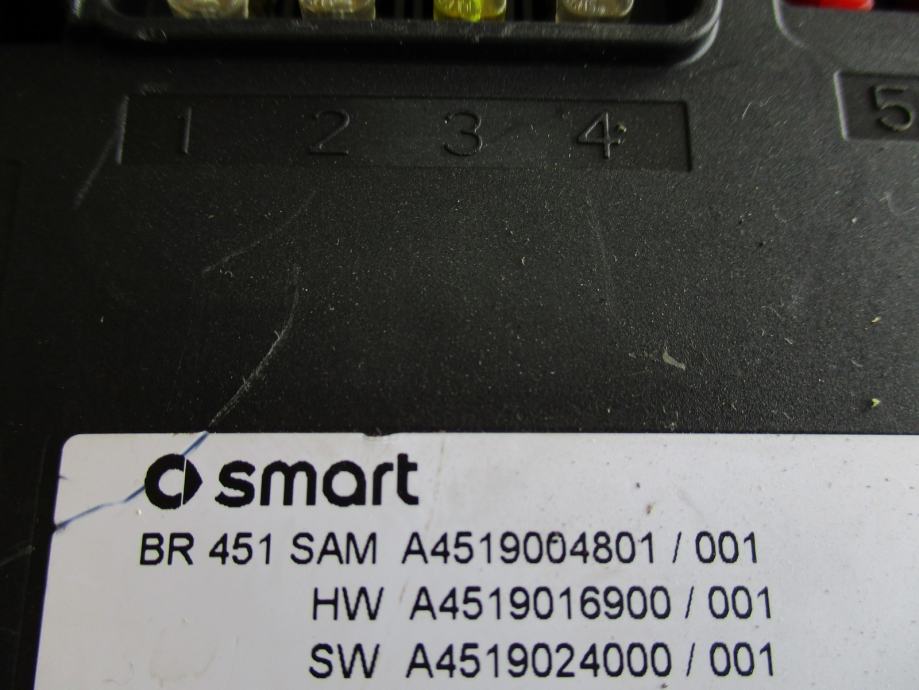 1 2 3 4
5
smart
BR 451 SAM A4519004801 / 001
HW A4519016900 / 001
SW A4519024000 / 001